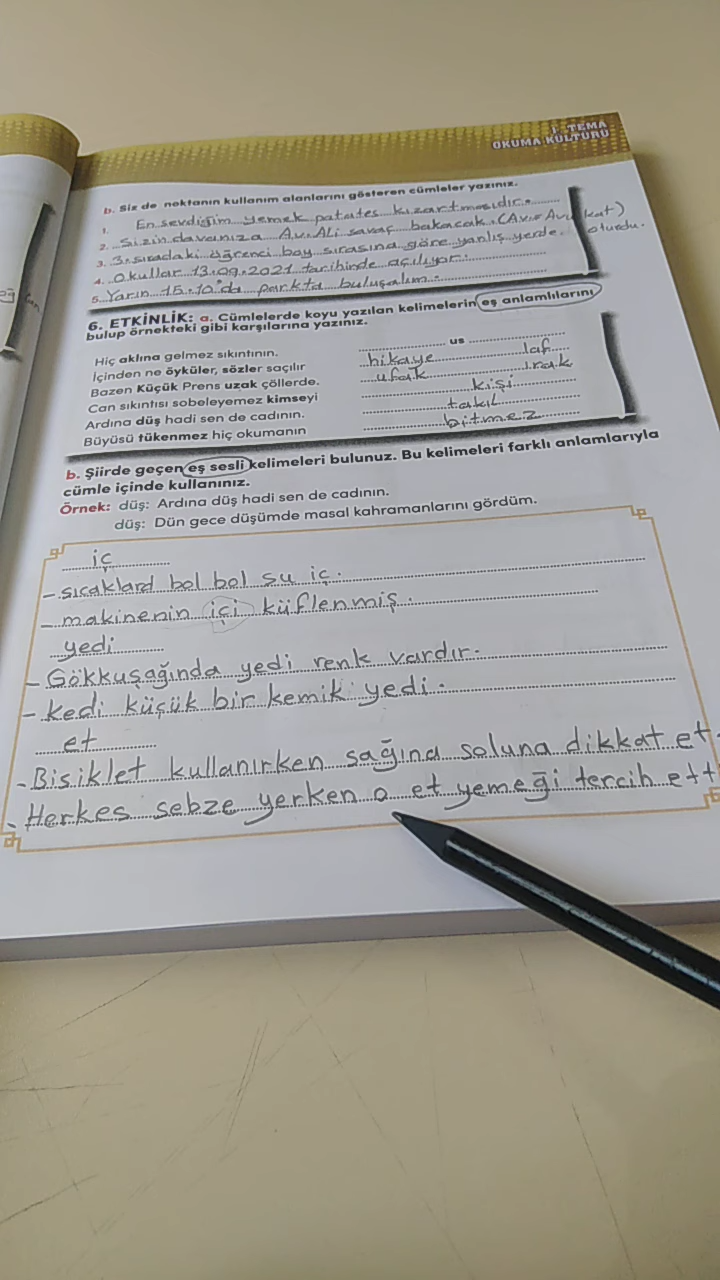 1. TEMA
OKUMA KÜLTÜRÜ
b. Siz de noktanın kullanım alanlarını gösteren cümleler yazınız.
1. En sevdiğim yemek patates kızartmasıdır.
2. Sizin davanıza Av. Ali savaş bakacak. (Av.= Avukat)
3. 3. sıradaki öğrenci boy sırasına göre yanlış yerde oturdu.
4. Okullar 13.09.2021 tarihinde açılıyor.
5. Yarın 15.10'da parkta buluşalım.
6. ETKİNLİK: a. Cümlelerde koyu yazılan kelimelerin eş anlamlılarını
bulup örnekteki gibi karşılarına yazınız.
Hiç aklına gelmez sıkıntının. us
İçinden ne öyküler, sözler saçılır hikaye laf
Bazen Küçük Prens uzak çöllerde. ufak ırak
Can sıkıntısı sobeleyemez kimseyi kişi
Ardına düş hadi sen de cadının. takıl
Büyüsü tükenmez hiç okumanın bitmez
b. Şiirde geçen eş sesli kelimeleri bulunuz. Bu kelimeleri farklı anlamlarıyla
cümle içinde kullanınız.
Örnek: düş: Ardına düş hadi sen de cadının.
düş: Dün gece düşümde masal kahramanlarını gördüm.
iç
- sıcaklard bol bol su iç.
- makinenin içi küflenmiş.
yedi
- Gökkuşağında yedi renk vardır.
- Kedi küçük bir kemik yedi.
et
- Bisiklet kullanırken sağına soluna dikkat et.
- Herkes sebze yerken o et yemeği tercih ett